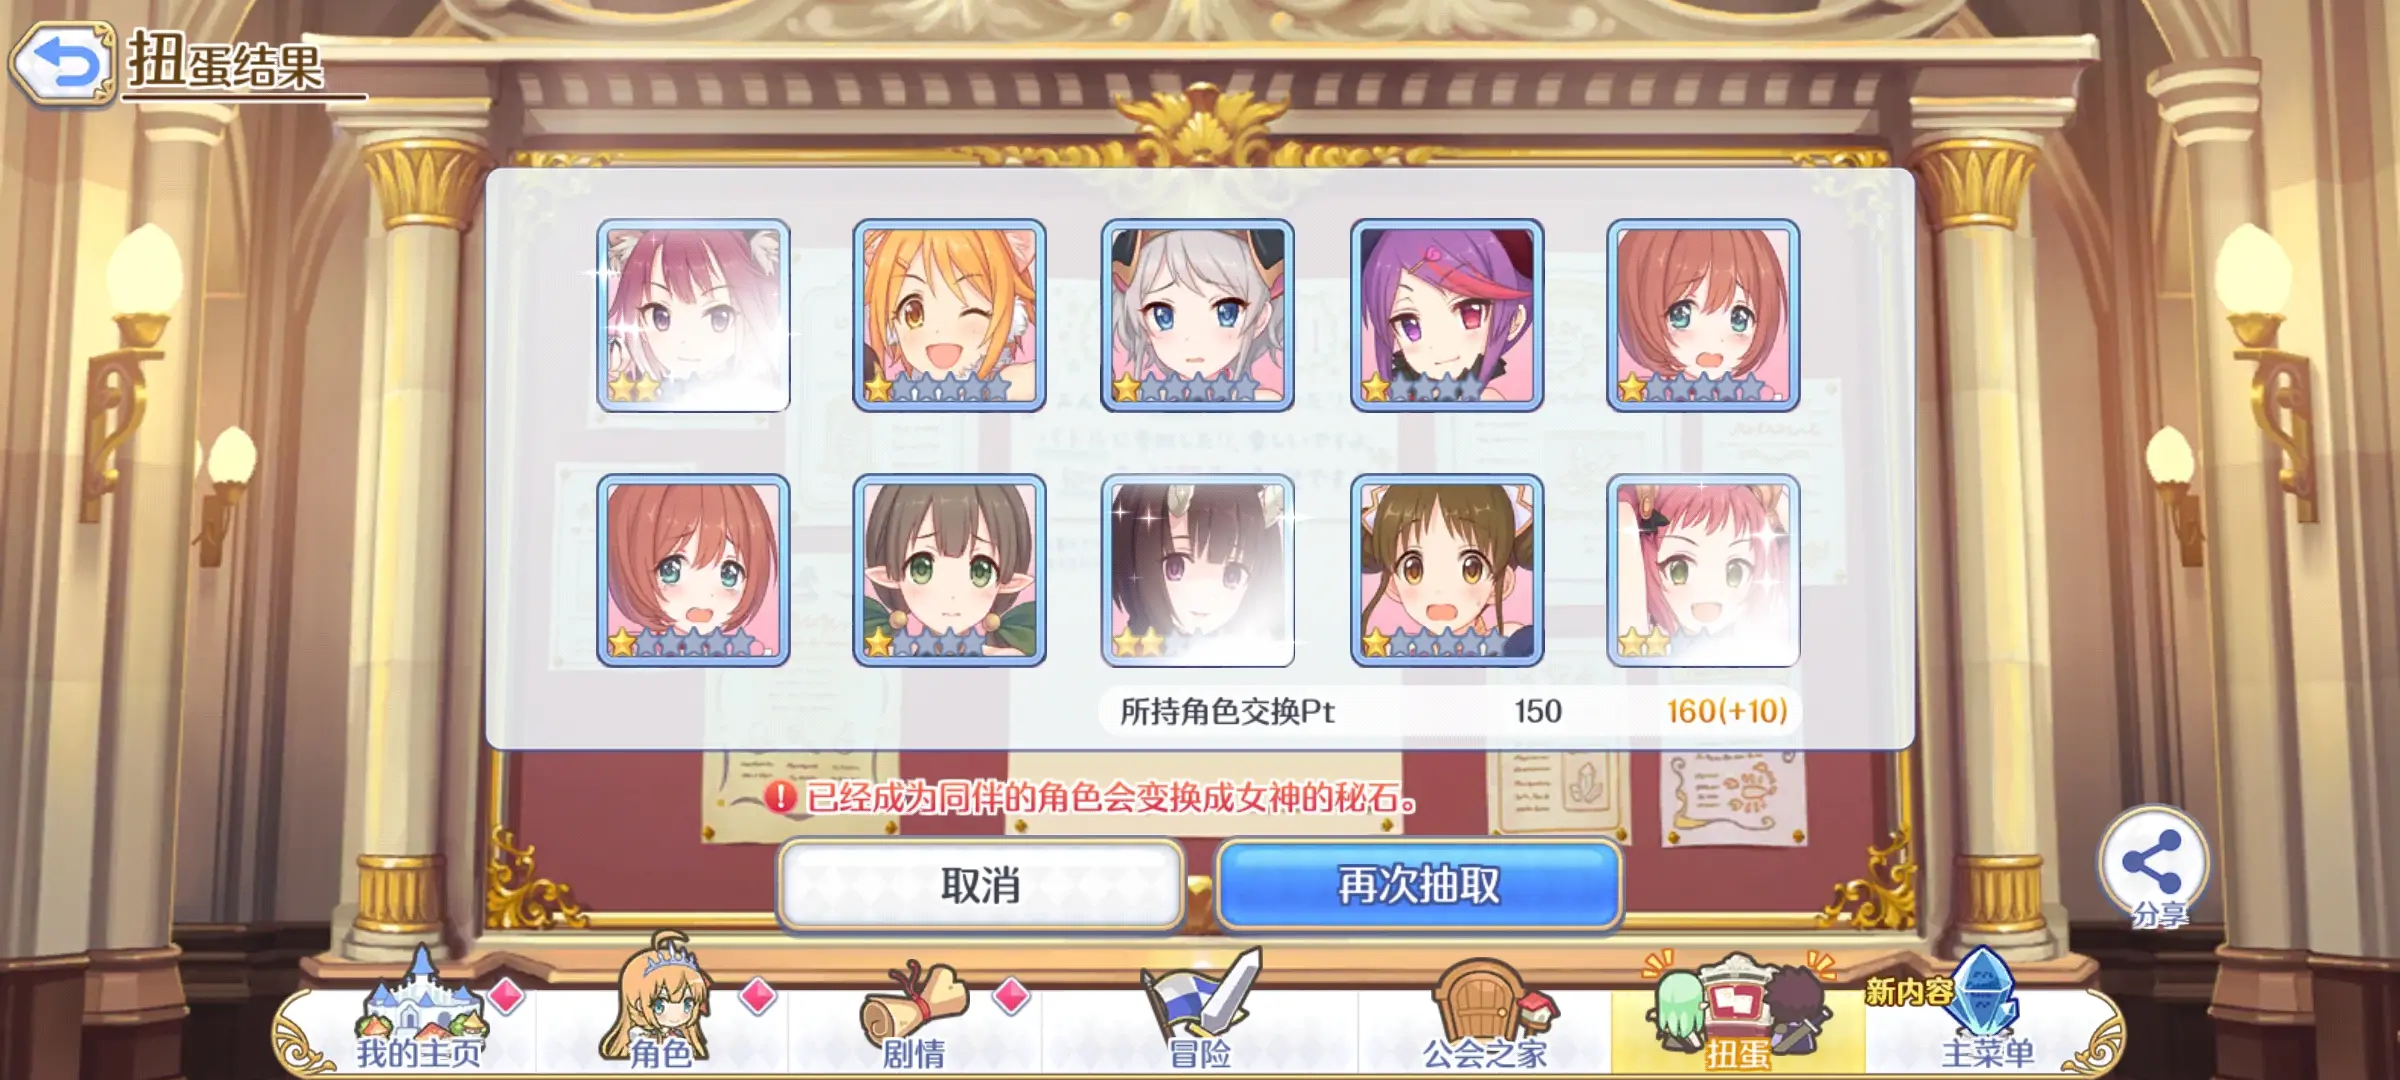 扭蛋结果
所持角色交换Pt 150 160(+10)
已经成为同伴的角色会变换成女神的秘石。
取消
再次抽取
分享
新内容
我的主页
角色
剧情
冒险
公会之家
扭蛋
主菜单